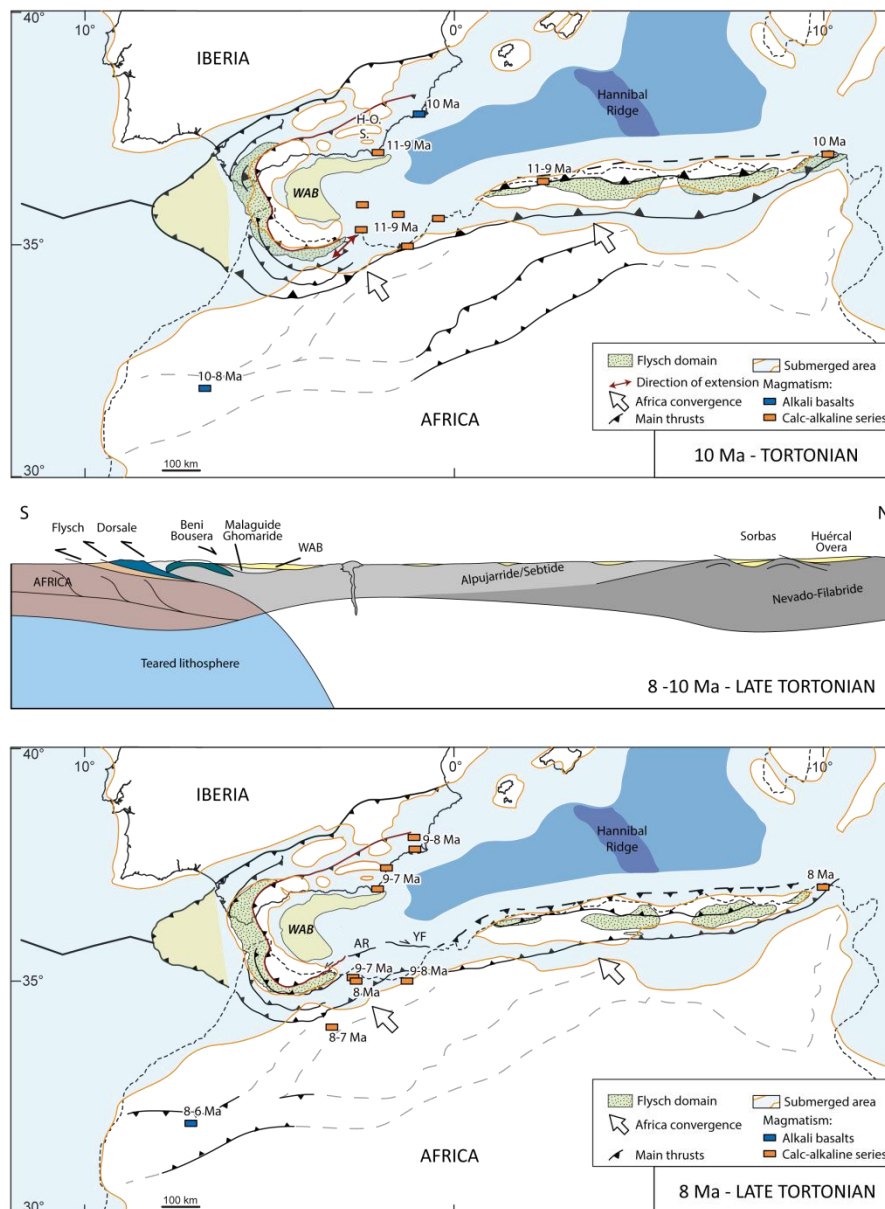 10°
0°
-10°
IBERIA
Hannibal
Ridge
10 Ma
H-O.
S.
11-9 Ma
10 Ma
11-9 Ma
WAB
35°
11-9 Ma
10-8 Ma
AFRICA
30°
100 km
Flysch domain
Submerged area
Direction of extension
Magmatism:
Africa convergence
Alkali basalts
Main thrusts
Calc-alkaline series
10 Ma - TORTONIAN
S
N
Flysch
Dorsale
Beni
Bousera
Malaguide
Ghomaride
WAB
Sorbas
Huércal
Overa
AFRICA
Alpujarride/Sebtide
Nevado-Filabride
Teared lithosphere
8 -10 Ma - LATE TORTONIAN
40°
10°
0°
-10°
IBERIA
Hannibal
Ridge
9-8 Ma
9-7 Ma
8 Ma
WAB
AR
YF
35°
9-7 Ma
9-8 Ma
8 Ma
8-7 Ma
8-6 Ma
AFRICA
30°
100 km
Flysch domain
Submerged area
Africa convergence
Magmatism:
Alkali basalts
Main thrusts
Calc-alkaline series
8 Ma - LATE TORTONIAN